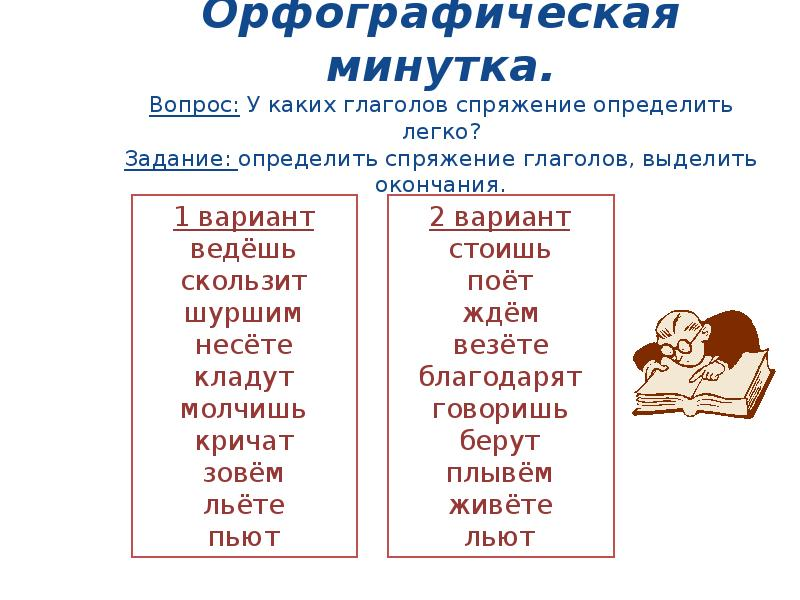 Орфографическая
минутка.
Вопрос: У каких глаголов спряжение определить
легко?
Задание: определить спряжение глаголов, выделить
окончания.
1 вариант
ведёшь
скользит
шуршим
несёте
кладут
молчишь
кричат
зовём
льёте
пьют
2 вариант
стоишь
поёт
ждём
везёте
благодарят
говоришь
берут
плывём
живёте
льют